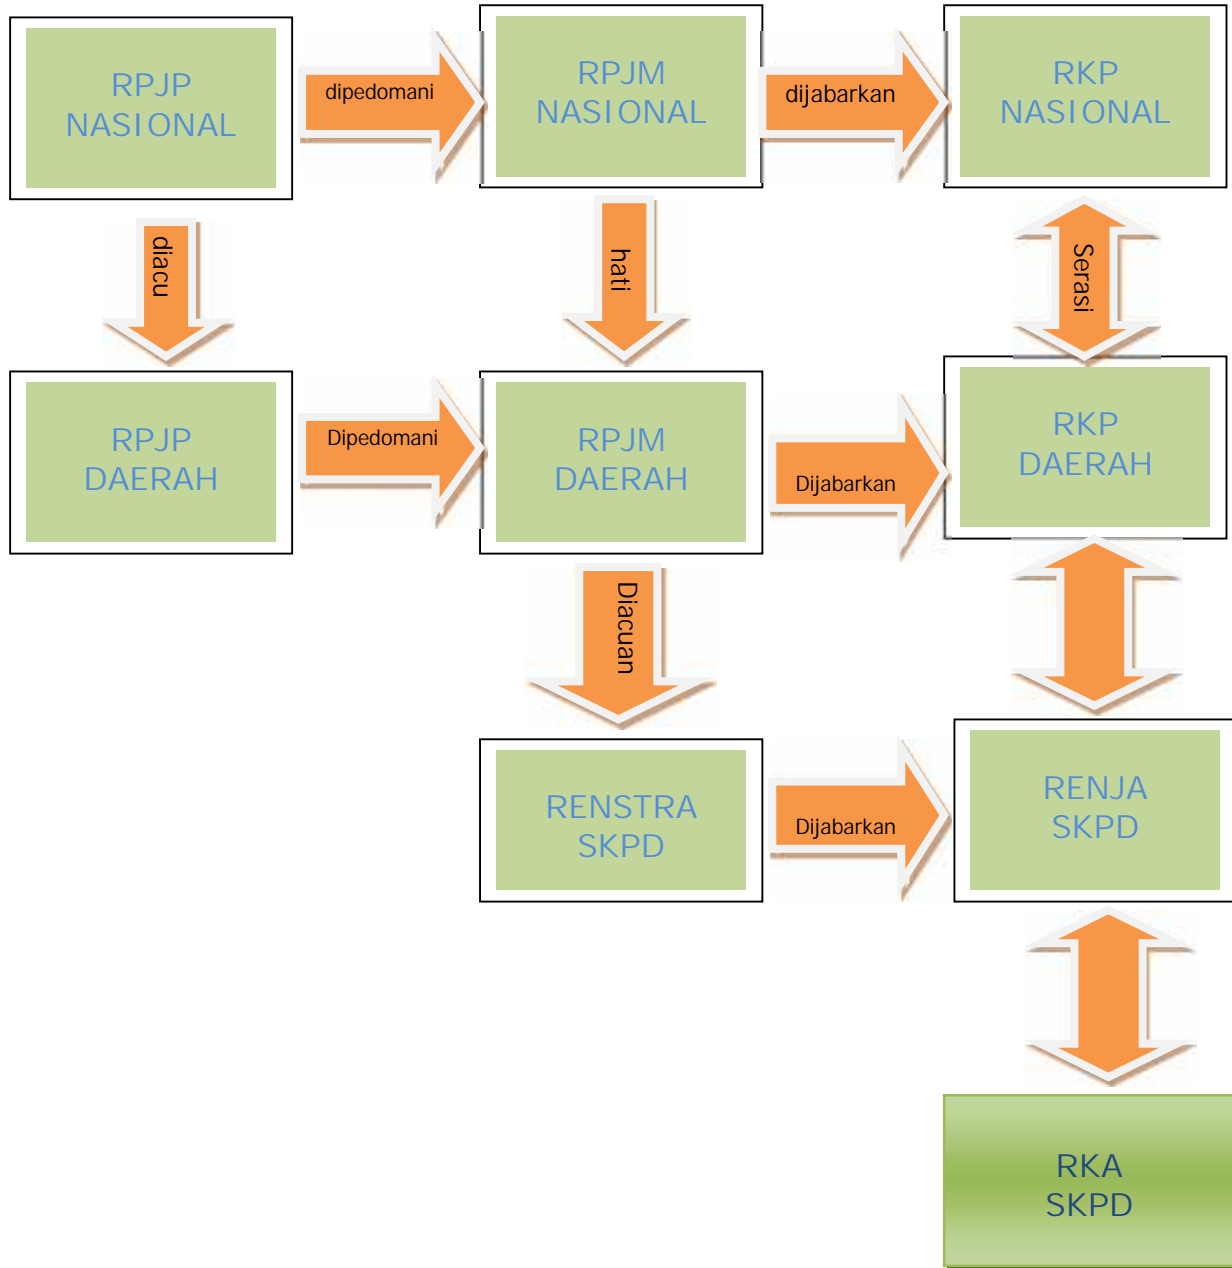 RPJP
NASIONAL
dipedomani
RPJM
NASIONAL
dijabarkan
RKP
NASIONAL
diacu
hati
Serasi
RPJP
DAERAH
Dipedomani
RPJM
DAERAH
Dijabarkan
RKP
DAERAH
Diacuan
RENSTRA
SKPD
Dijabarkan
RENJA
SKPD
RKA
SKPD